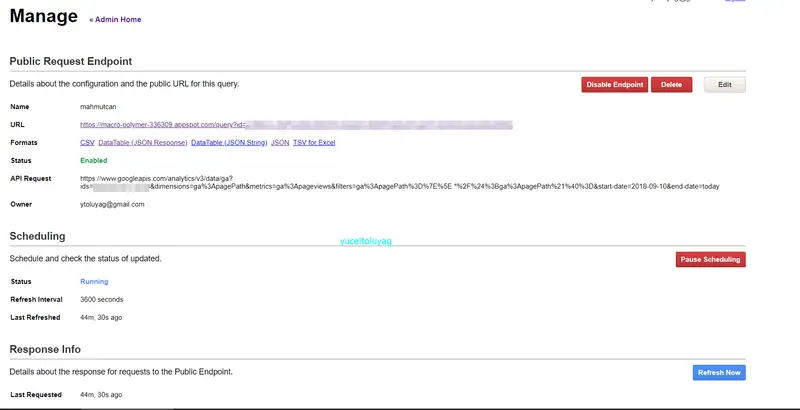 Manage « Admin Home
Public Request Endpoint
Details about the configuration and the public URL for this query. Disable Endpoint Delete Edit
Name mahmutcan
URL https://macro-polymer-336309.appspot.com/query?id=
Formats CSV DataTable (JSON Response) DataTable (JSON String) JSON TSV for Excel
Status Enabled
API Request https://www.googleapis.com/analytics/v3/data/ga?
ids= &dimensions=ga%3ApagePath&metrics=ga%3Apageviews&filters=ga%3ApagePath%3D%7E%5E.*%2F%24%3Bga%3ApagePath%21%40%3D&start-date=2018-09-10&end-date=today
Owner ytoluyag@gmail.com
Scheduling
yuceltoluyag
Schedule and check the status of updated. Pause Scheduling
Status Running
Refresh Interval 3600 seconds
Last Refreshed 44m, 30s ago
Response Info
Details about the response for requests to the Public Endpoint. Refresh Now
Last Requested 44m, 30s ago